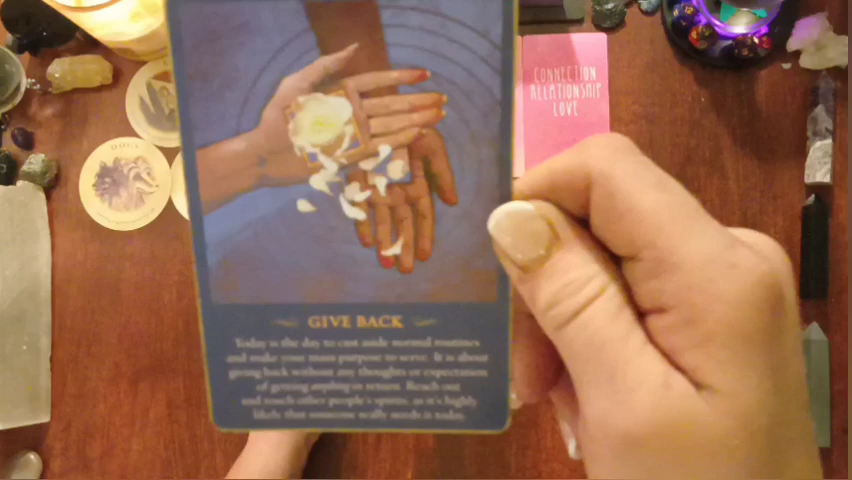 CONNECTION
RELATIONSHIP
LOVE
GIVE BACK
Today is the day to cast aside normal routines
and make your main purpose to serve. It is about
giving back without any thoughts or expectation
of getting anything in return. Reach out
and touch other people's spirits, as it's highly
likely that someone really needs it today.